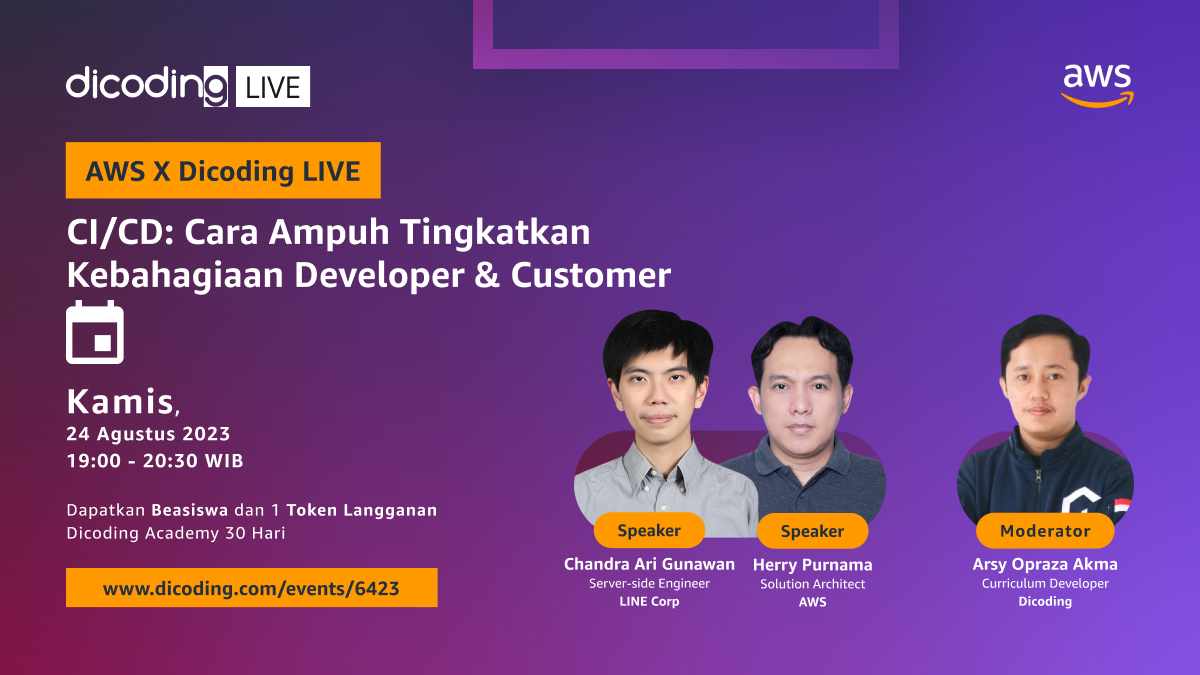 dicoding LIVE
aws
AWS X Dicoding LIVE
CI/CD: Cara Ampuh Tingkatkan
Kebahagiaan Developer & Customer
Kamis,
24 Agustus 2023
19:00 - 20:30 WIB
Dapatkan Beasiswa dan 1 Token Langganan
Dicoding Academy 30 Hari
www.dicoding.com/events/6423
Speaker
Chandra Ari Gunawan
Server-side Engineer
LINE Corp
Speaker
Herry Purnama
Solution Architect
AWS
Moderator
Arsy Opraza Akma
Curriculum Developer
Dicoding